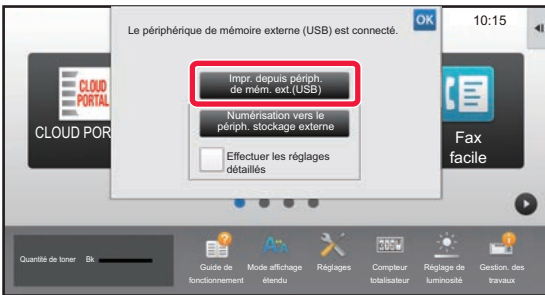 Le périphérique de mémoire externe (USB) est connecté.
OK
10:15
Impr. depuis périph.
de mém. ext.(USB)
Numérisation vers le
périph. stockage externe
Effectuer les réglages
détaillés
CLOUD
PORTAL
CLOUD POR
Fax
facile
Quantité de toner Bk
Guide de
fonctionnement
Mode affichage
étendu
Réglages
Compteur
totalisateur
Réglage de
luminosité
Gestion. des
travaux